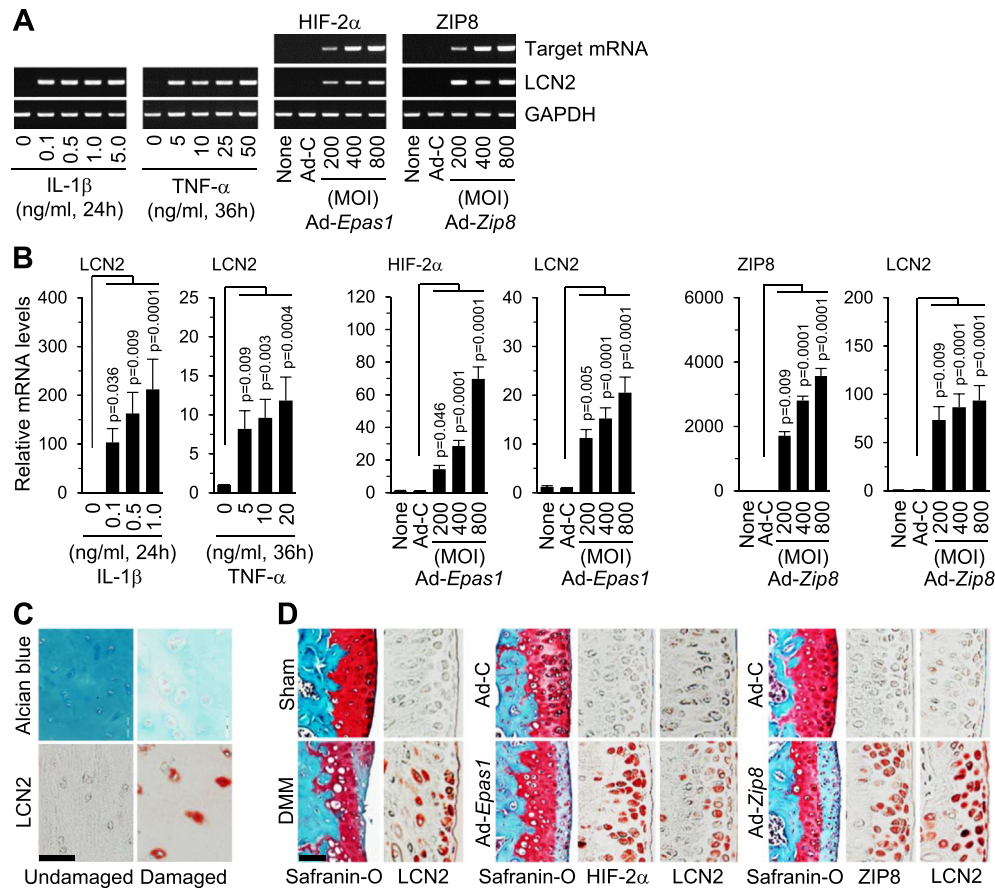 A
HIF-2α ZIP8
Target mRNA
LCN2
GAPDH
0 0.1 0.5 1.0 5.0 0 5 10 25 50 None Ad-C 200 400 800 None Ad-C 200 400 800
IL-1β TNF-α (MOI) (MOI)
(ng/ml, 24h) (ng/ml, 36h) Ad-Epas1 Ad-Zip8
B
Relative mRNA levels
LCN2
400
300
200
100
0
p=0.036 p=0.009 p=0.0001
0 0.1 0.5 1.0
(ng/ml, 24h)
IL-1β
LCN2
25
20
15
10
5
0
p=0.009 p=0.003 p=0.0004
0 5 10 20
(ng/ml, 36h)
TNF-α
HIF-2α
120
100
80
60
40
20
0
p=0.046 p=0.0001 p=0.0001
None Ad-C 200 400 800
(MOI)
Ad-Epas1
LCN2
40
30
20
10
0
p=0.005 p=0.0001 p=0.0001
None Ad-C 200 400 800
(MOI)
Ad-Epas1
ZIP8
6000
4000
2000
0
p=0.009 p=0.0001 p=0.0001
None Ad-C 200 400 800
(MOI)
Ad-Zip8
LCN2
200
150
100
50
0
p=0.009 p=0.0001 p=0.0001
None Ad-C 200 400 800
(MOI)
Ad-Zip8
C
Alcian blue
LCN2
Undamaged Damaged
D
Sham
DMM
Safranin-O LCN2
Ad-C
Ad-Epas1
Safranin-O HIF-2α LCN2
Ad-C
Ad-Zip8
Safranin-O ZIP8 LCN2